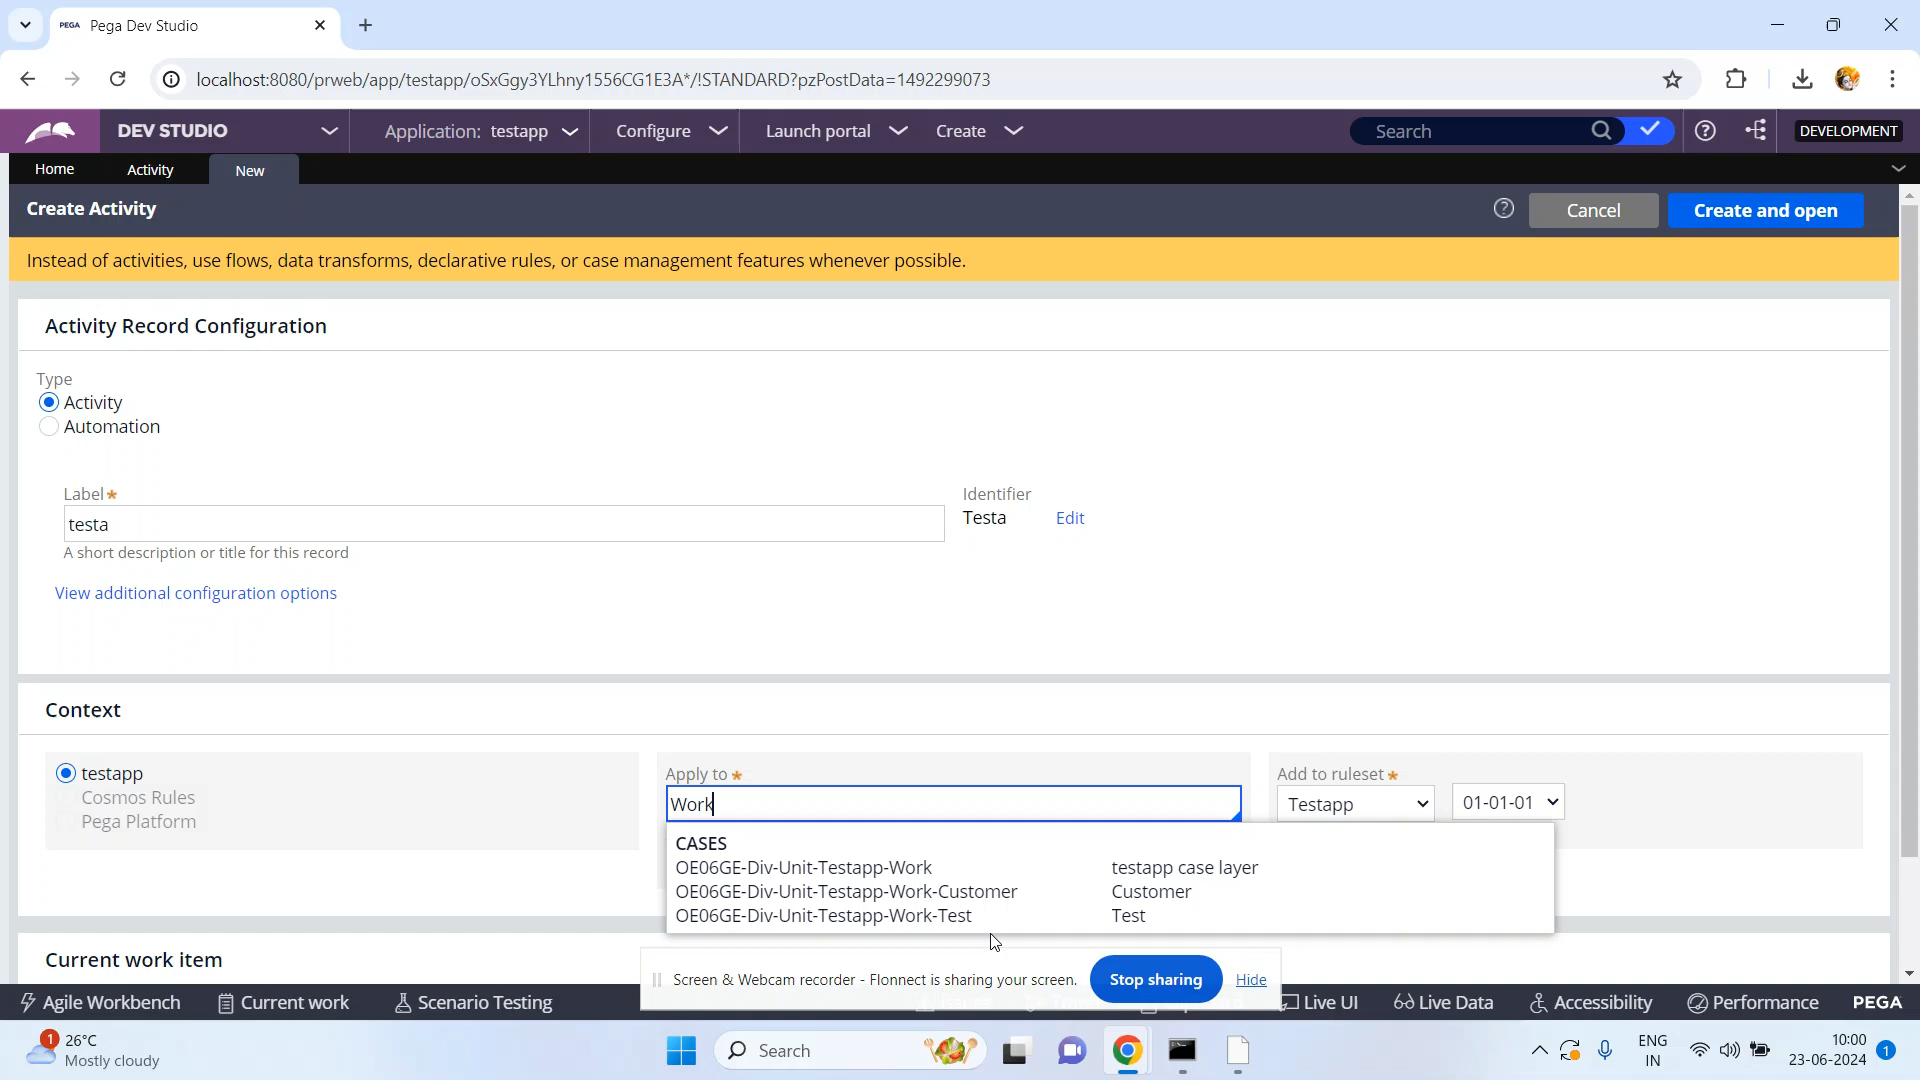 PEGA Pega Dev Studio
localhost:8080/prweb/app/testapp/oSxGgy3YLhny1556CG1E3A*/!STANDARD?pzPostData=1492299073
DEV STUDIO Application: testapp Configure Launch portal Create Search DEVELOPMENT
Home Activity New
Create Activity Cancel Create and open
Instead of activities, use flows, data transforms, declarative rules, or case management features whenever possible.
Activity Record Configuration
Type
Activity
Automation
Label* Identifier
testa Testa Edit
A short description or title for this record
View additional configuration options
Context
testapp Apply to * Add to ruleset *
Cosmos Rules Work Testapp 01-01-01
Pega Platform
CASES
OE06GE-Div-Unit-Testapp-Work testapp case layer
OE06GE-Div-Unit-Testapp-Work-Customer Customer
OE06GE-Div-Unit-Testapp-Work-Test Test
Current work item
Screen & Webcam recorder - Flonnect is sharing your screen. Stop sharing Hide
Agile Workbench Current work Scenario Testing Live UI Live Data Accessibility Performance PEGA
1 26°C Search ENG 10:00
Mostly cloudy IN 23-06-2024 1